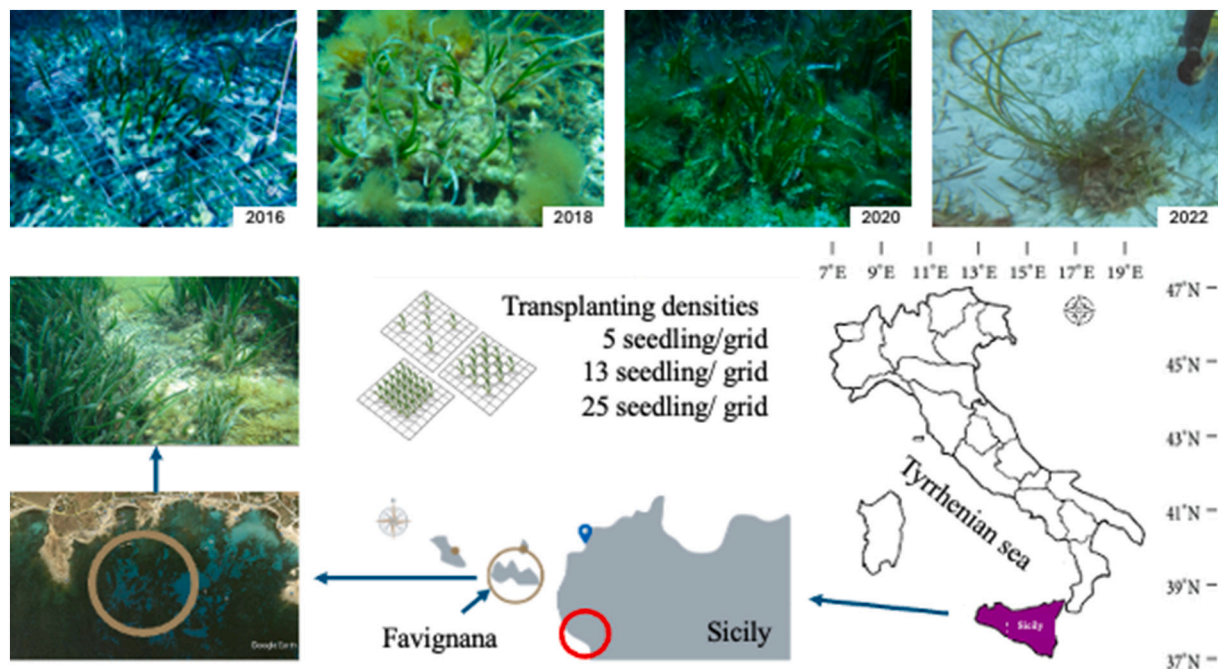 2016
2018
2020
2022
7°E 9°E 11°E 13°E 15°E 17°E 19°E
47°N
45°N
43°N
41°N
39°N
37°N
Transplanting densities
5 seedling/grid
13 seedling/ grid
25 seedling/ grid
Tyrrhenian sea
Sicily
Favignana
Sicily
Google Earth